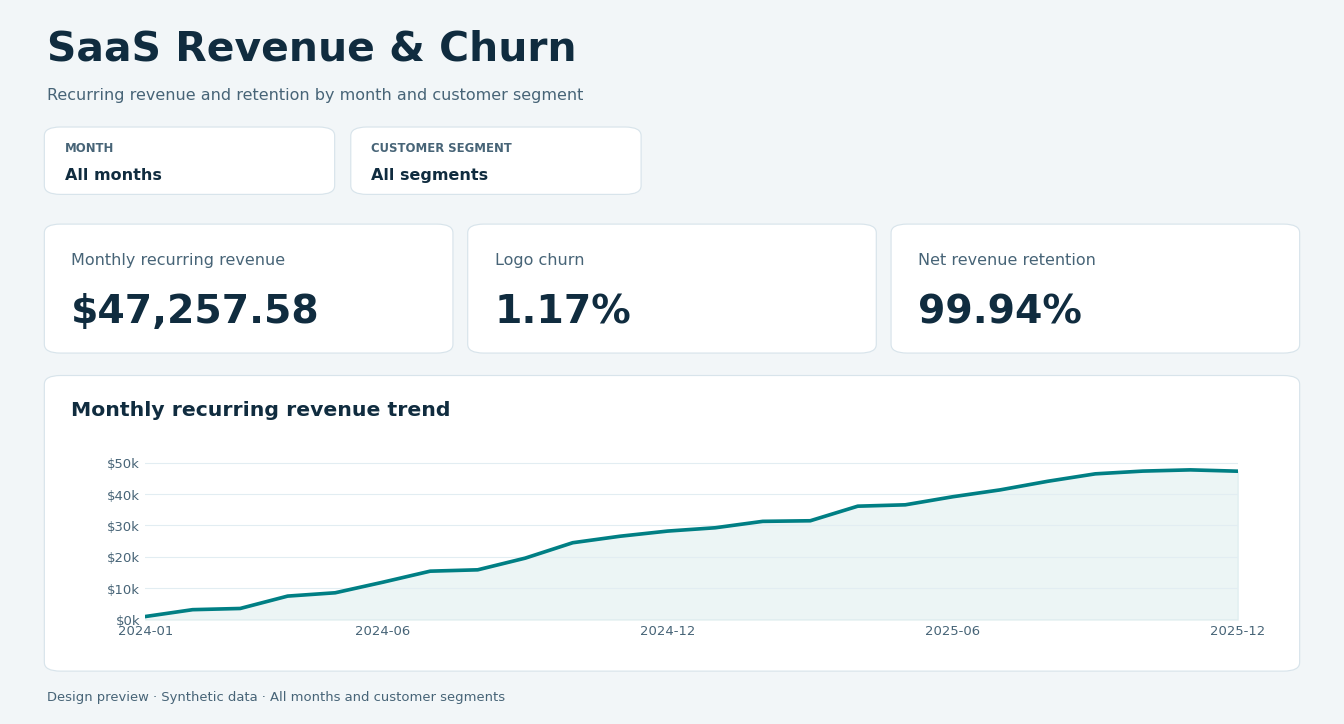 SaaS Revenue & Churn
Recurring revenue and retention by month and customer segment
MONTH
All months
CUSTOMER SEGMENT
All segments
Monthly recurring revenue
$47,257.58
Logo churn
1.17%
Net revenue retention
99.94%
Monthly recurring revenue trend
$50k
$40k
$30k
$20k
$10k
$0k
2024-01
2024-06
2024-12
2025-06
2025-12
Design preview · Synthetic data · All months and customer segments